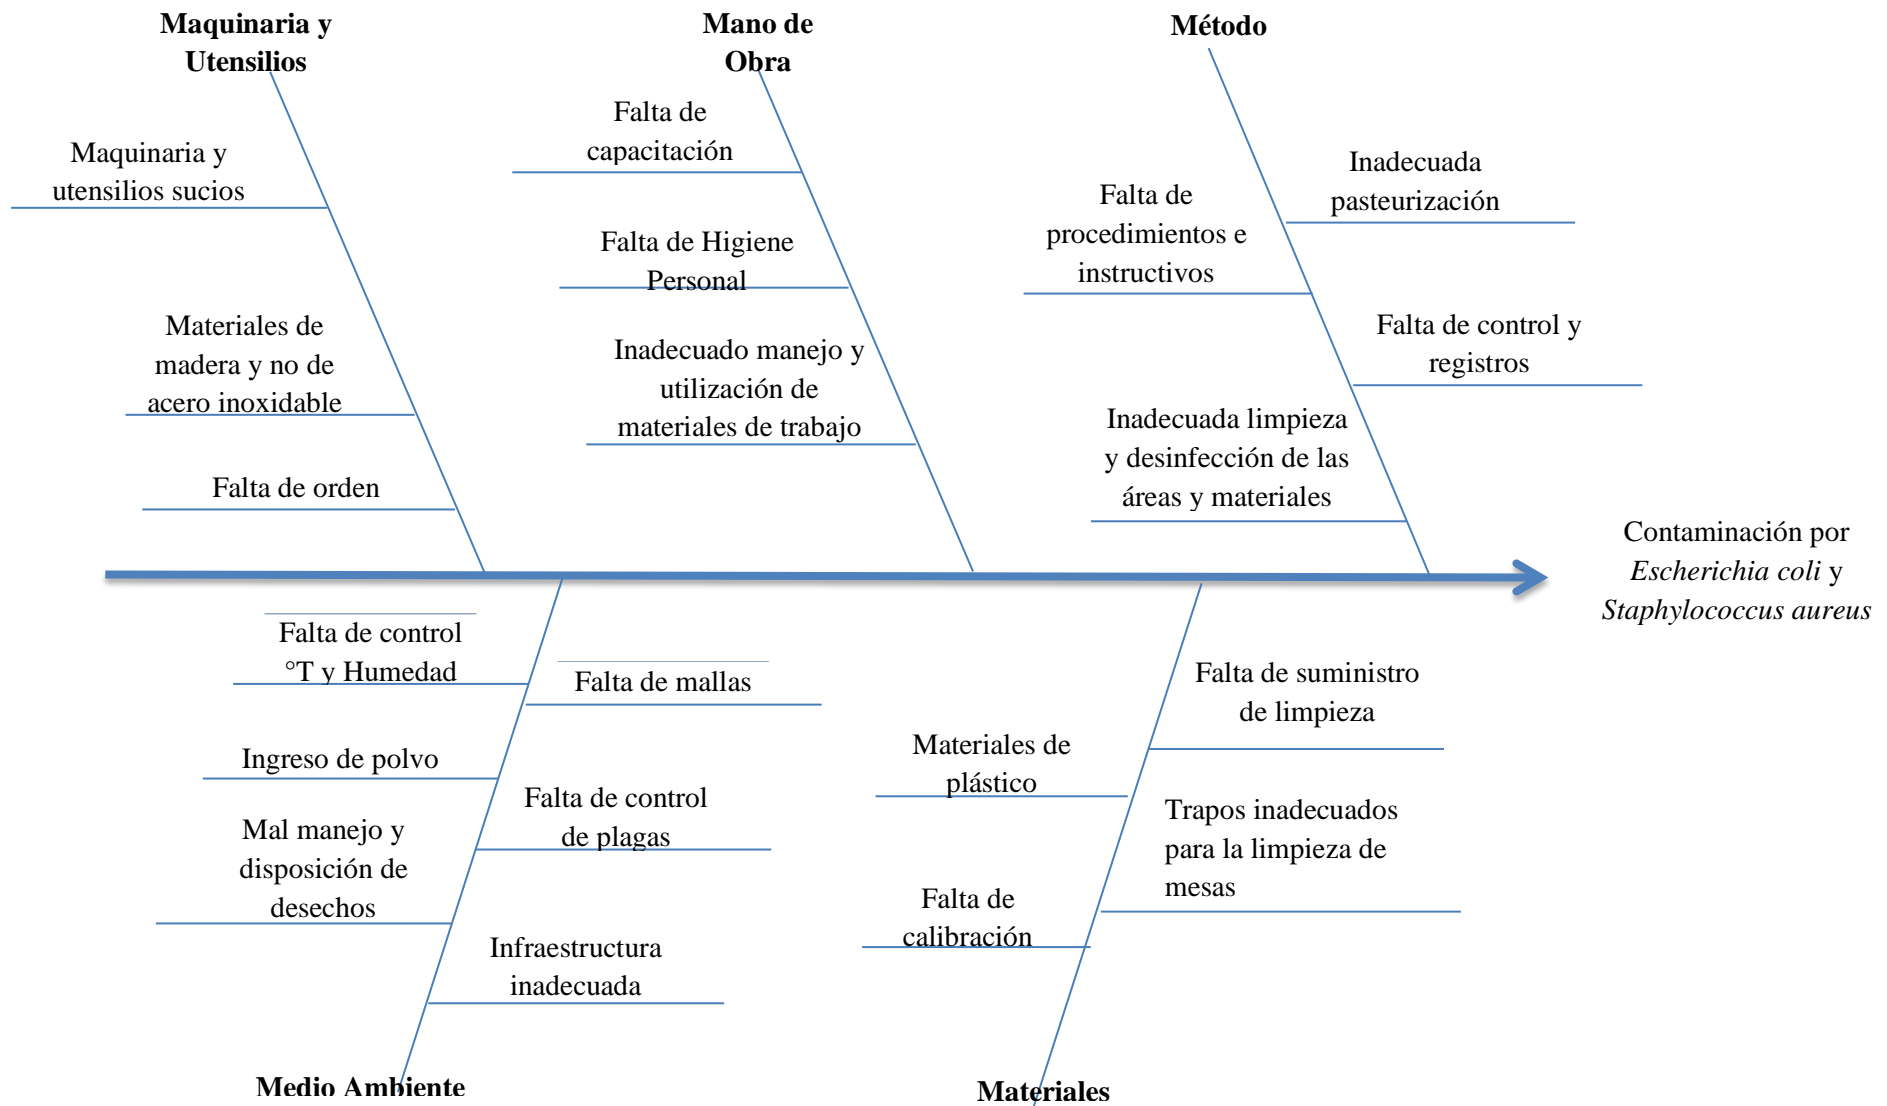 Maquinaria y
Utensilios
Mano de
Obra
Método
Maquinaria y
utensilios sucios
Materiales de
madera y no de
acero inoxidable
Falta de orden
Falta de
capacitación
Falta de Higiene
Personal
Inadecuado manejo y
utilización de
materiales de trabajo
Falta de
procedimientos e
instructivos
Inadecuada
pasteurización
Falta de control y
registros
Inadecuada limpieza
y desinfección de las
áreas y materiales
Contaminación por
Escherichia coli y
Staphylococcus aureus
Falta de control
°T y Humedad
Falta de mallas
Ingreso de polvo
Falta de control
de plagas
Mal manejo y
disposición de
desechos
Infraestructura
inadecuada
Medio Ambiente
Falta de suministro
de limpieza
Materiales de
plástico
Trapos inadecuados
para la limpieza de
mesas
Falta de
calibración
Materiales